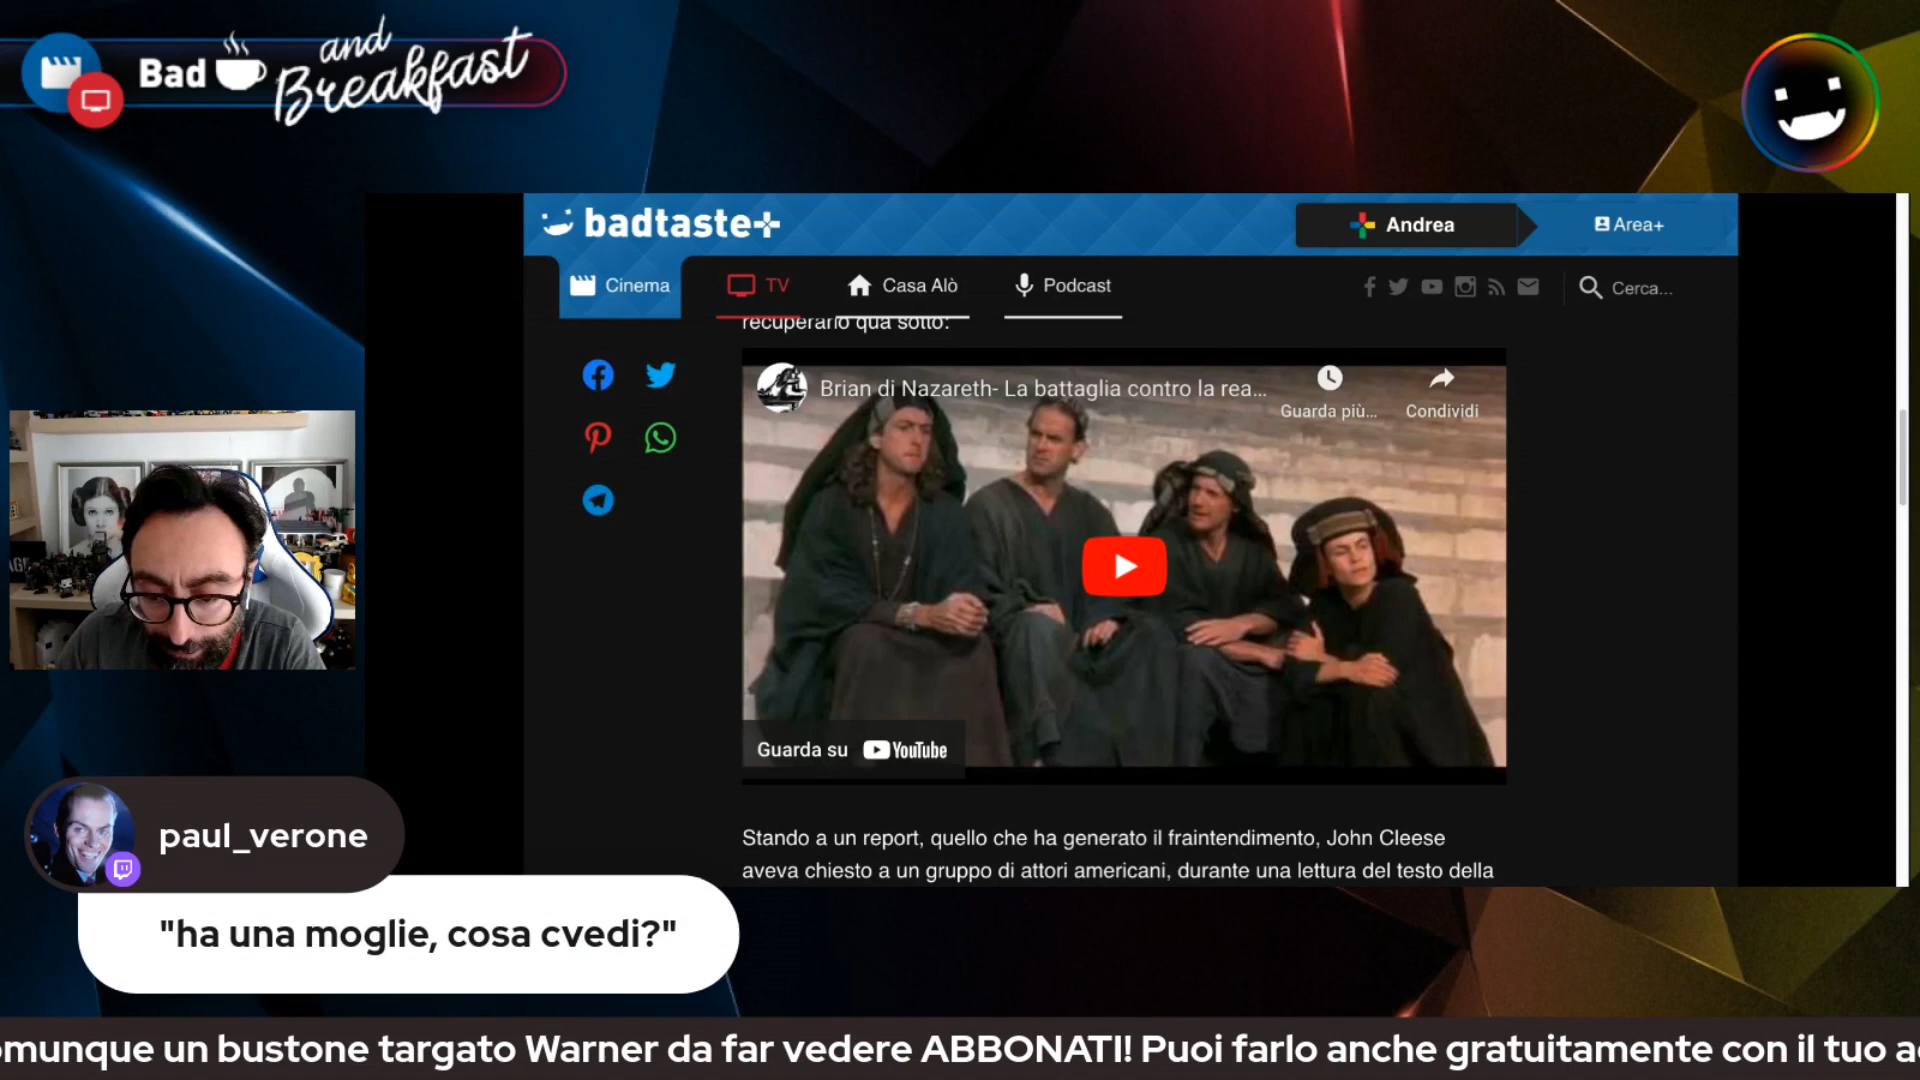 Bad and Breakfast
badtaste+
Andrea
Area+
Cinema
TV
Casa Alò
Podcast
Cerca...
recuperarlo qua sotto:
Brian di Nazareth- La battaglia contro la rea...
Guarda più...
Condividi
Guarda su YouTube
Stando a un report, quello che ha generato il fraintendimento, John Cleese
aveva chiesto a un gruppo di attori americani, durante una lettura del testo della
paul_verone
"ha una moglie, cosa cvedi?"
un bustone targato Warner da far vedere ABBONATI! Puoi farlo anche gratuitamente con il tuo